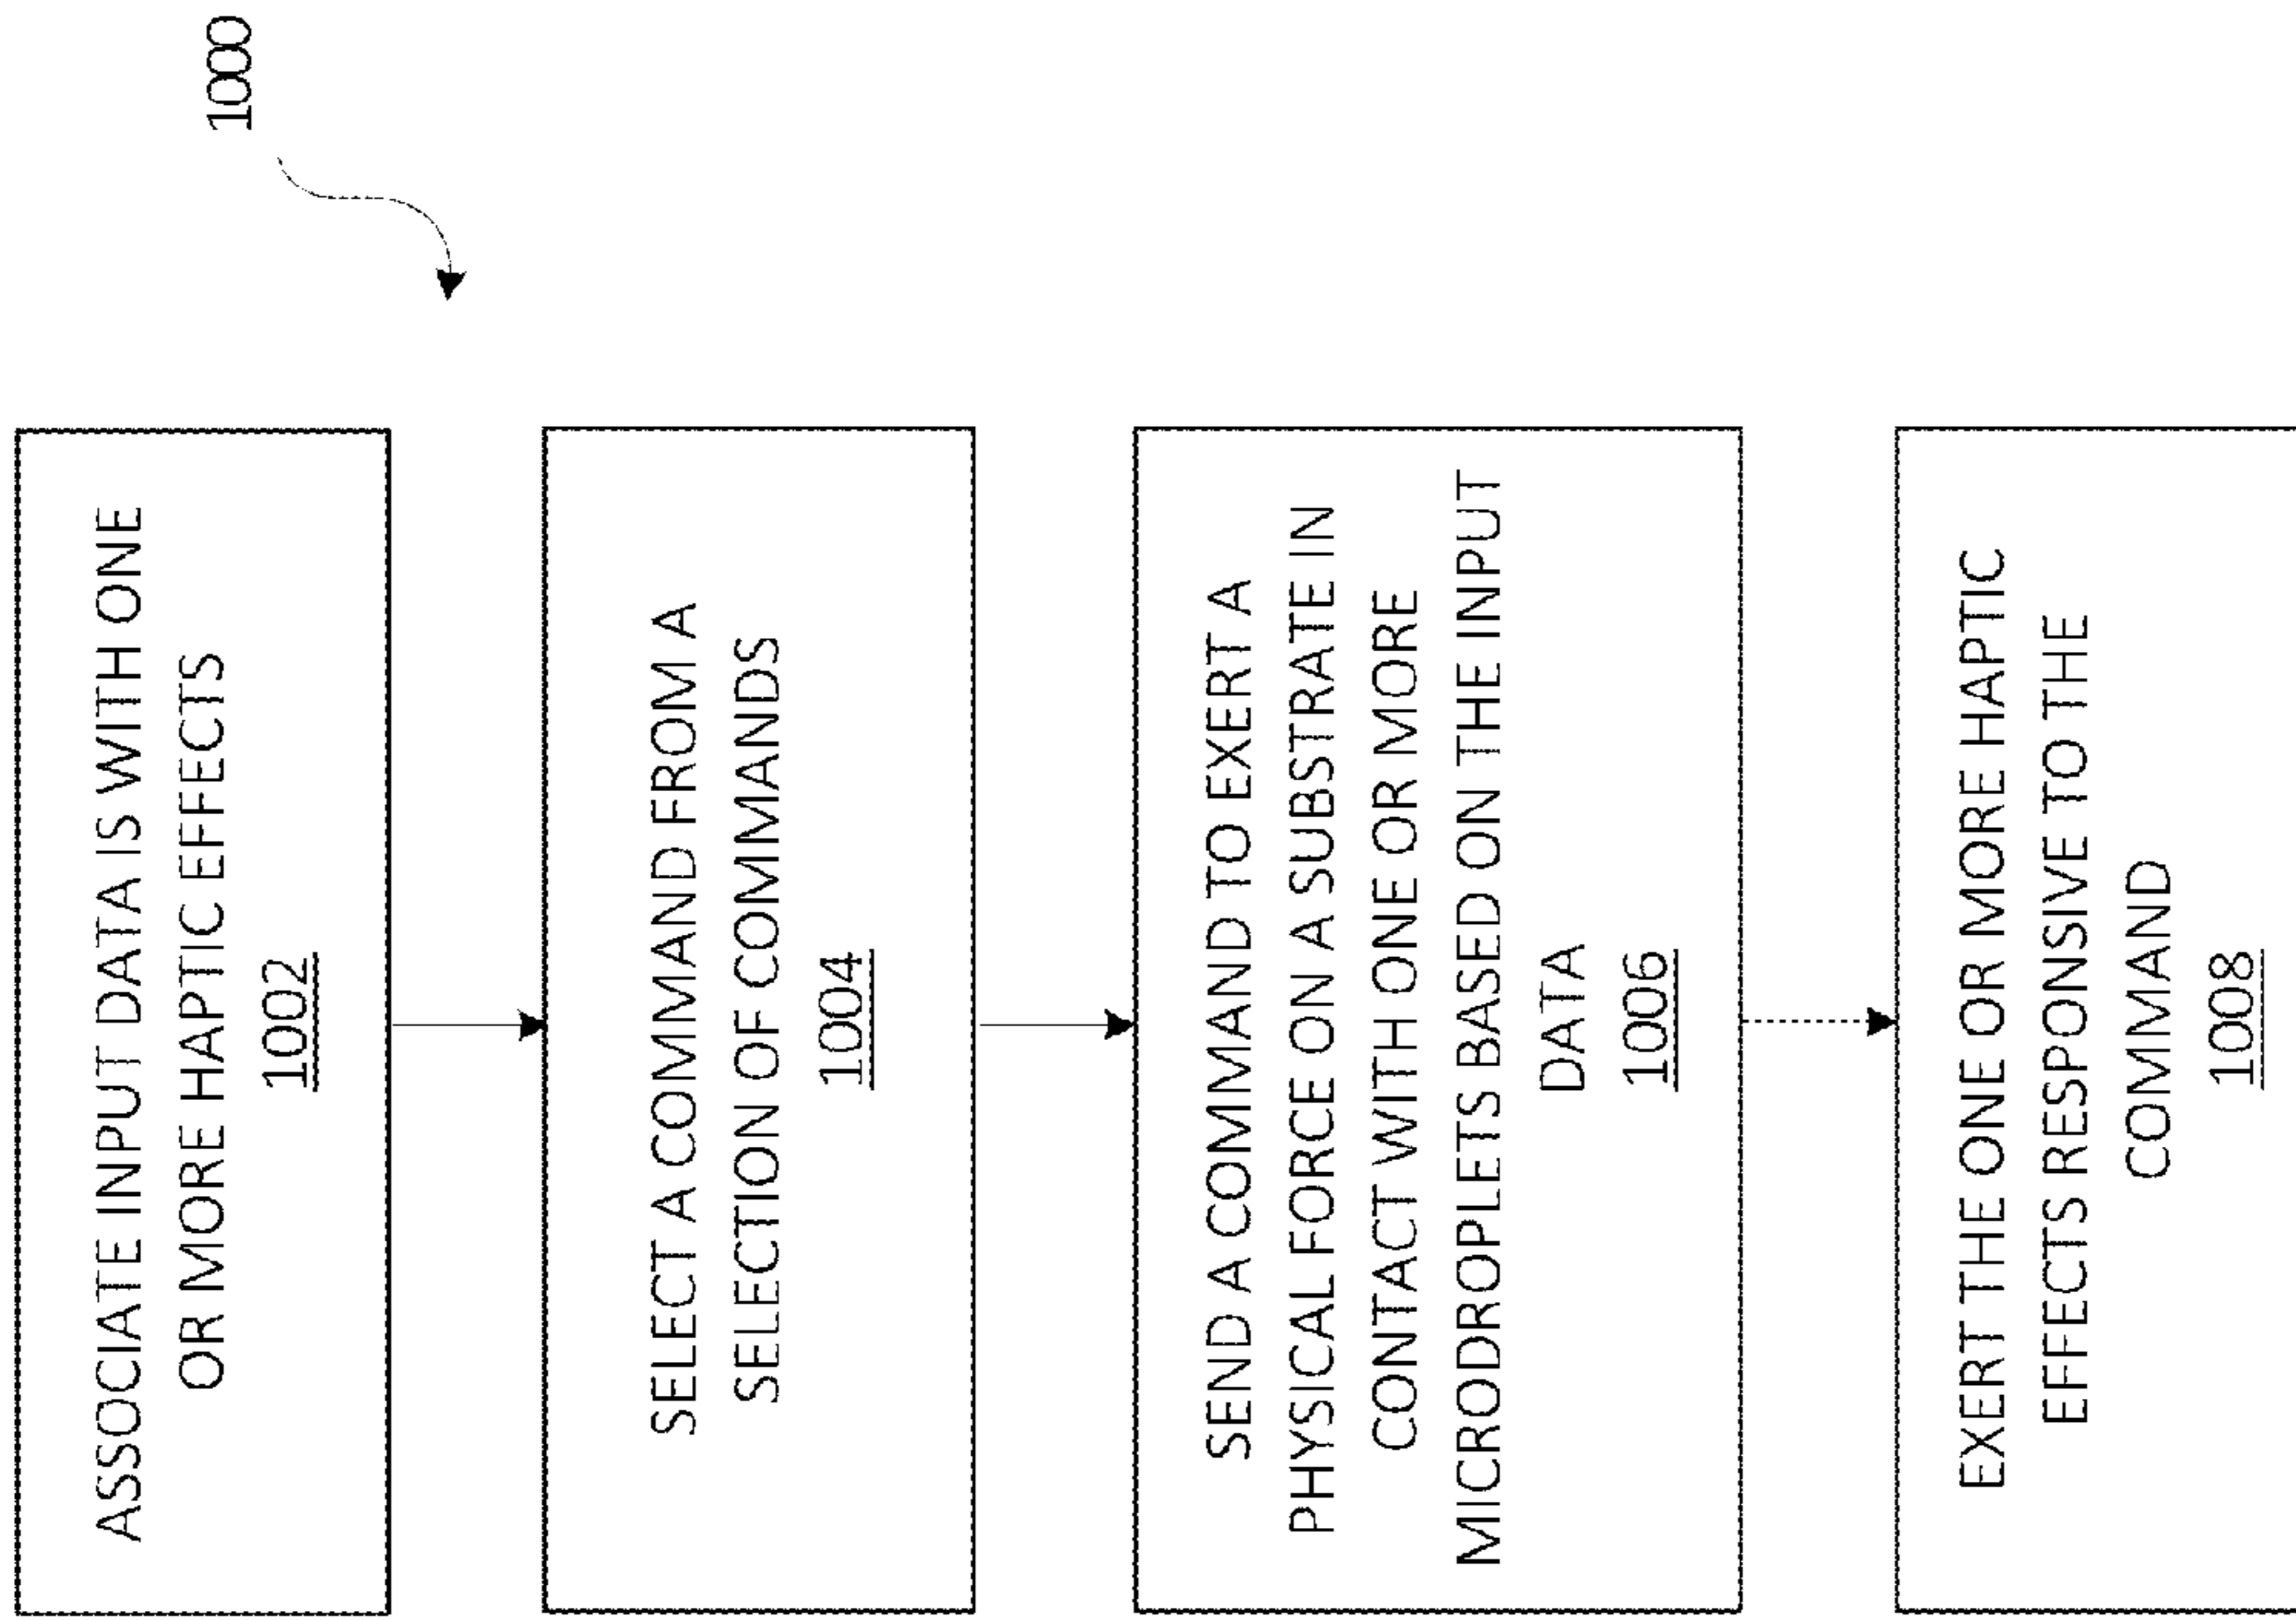 1000
ASSOCIATE INPUT DATA IS WITH ONE
OR MORE HAPTIC EFFECTS
1002
SELECT A COMMAND FROM A
SELECTION OF COMMANDS
1004
SEND A COMMAND TO EXERT A
PHYSICAL FORCE ON A SUBSTRATE IN
CONTACT WITH ONE OR MORE
MICRODROPLETS BASED ON THE INPUT
DATA
1006
EXERT THE ONE OR MORE HAPTIC
EFFECTS RESPONSIVE TO THE
COMMAND
1008